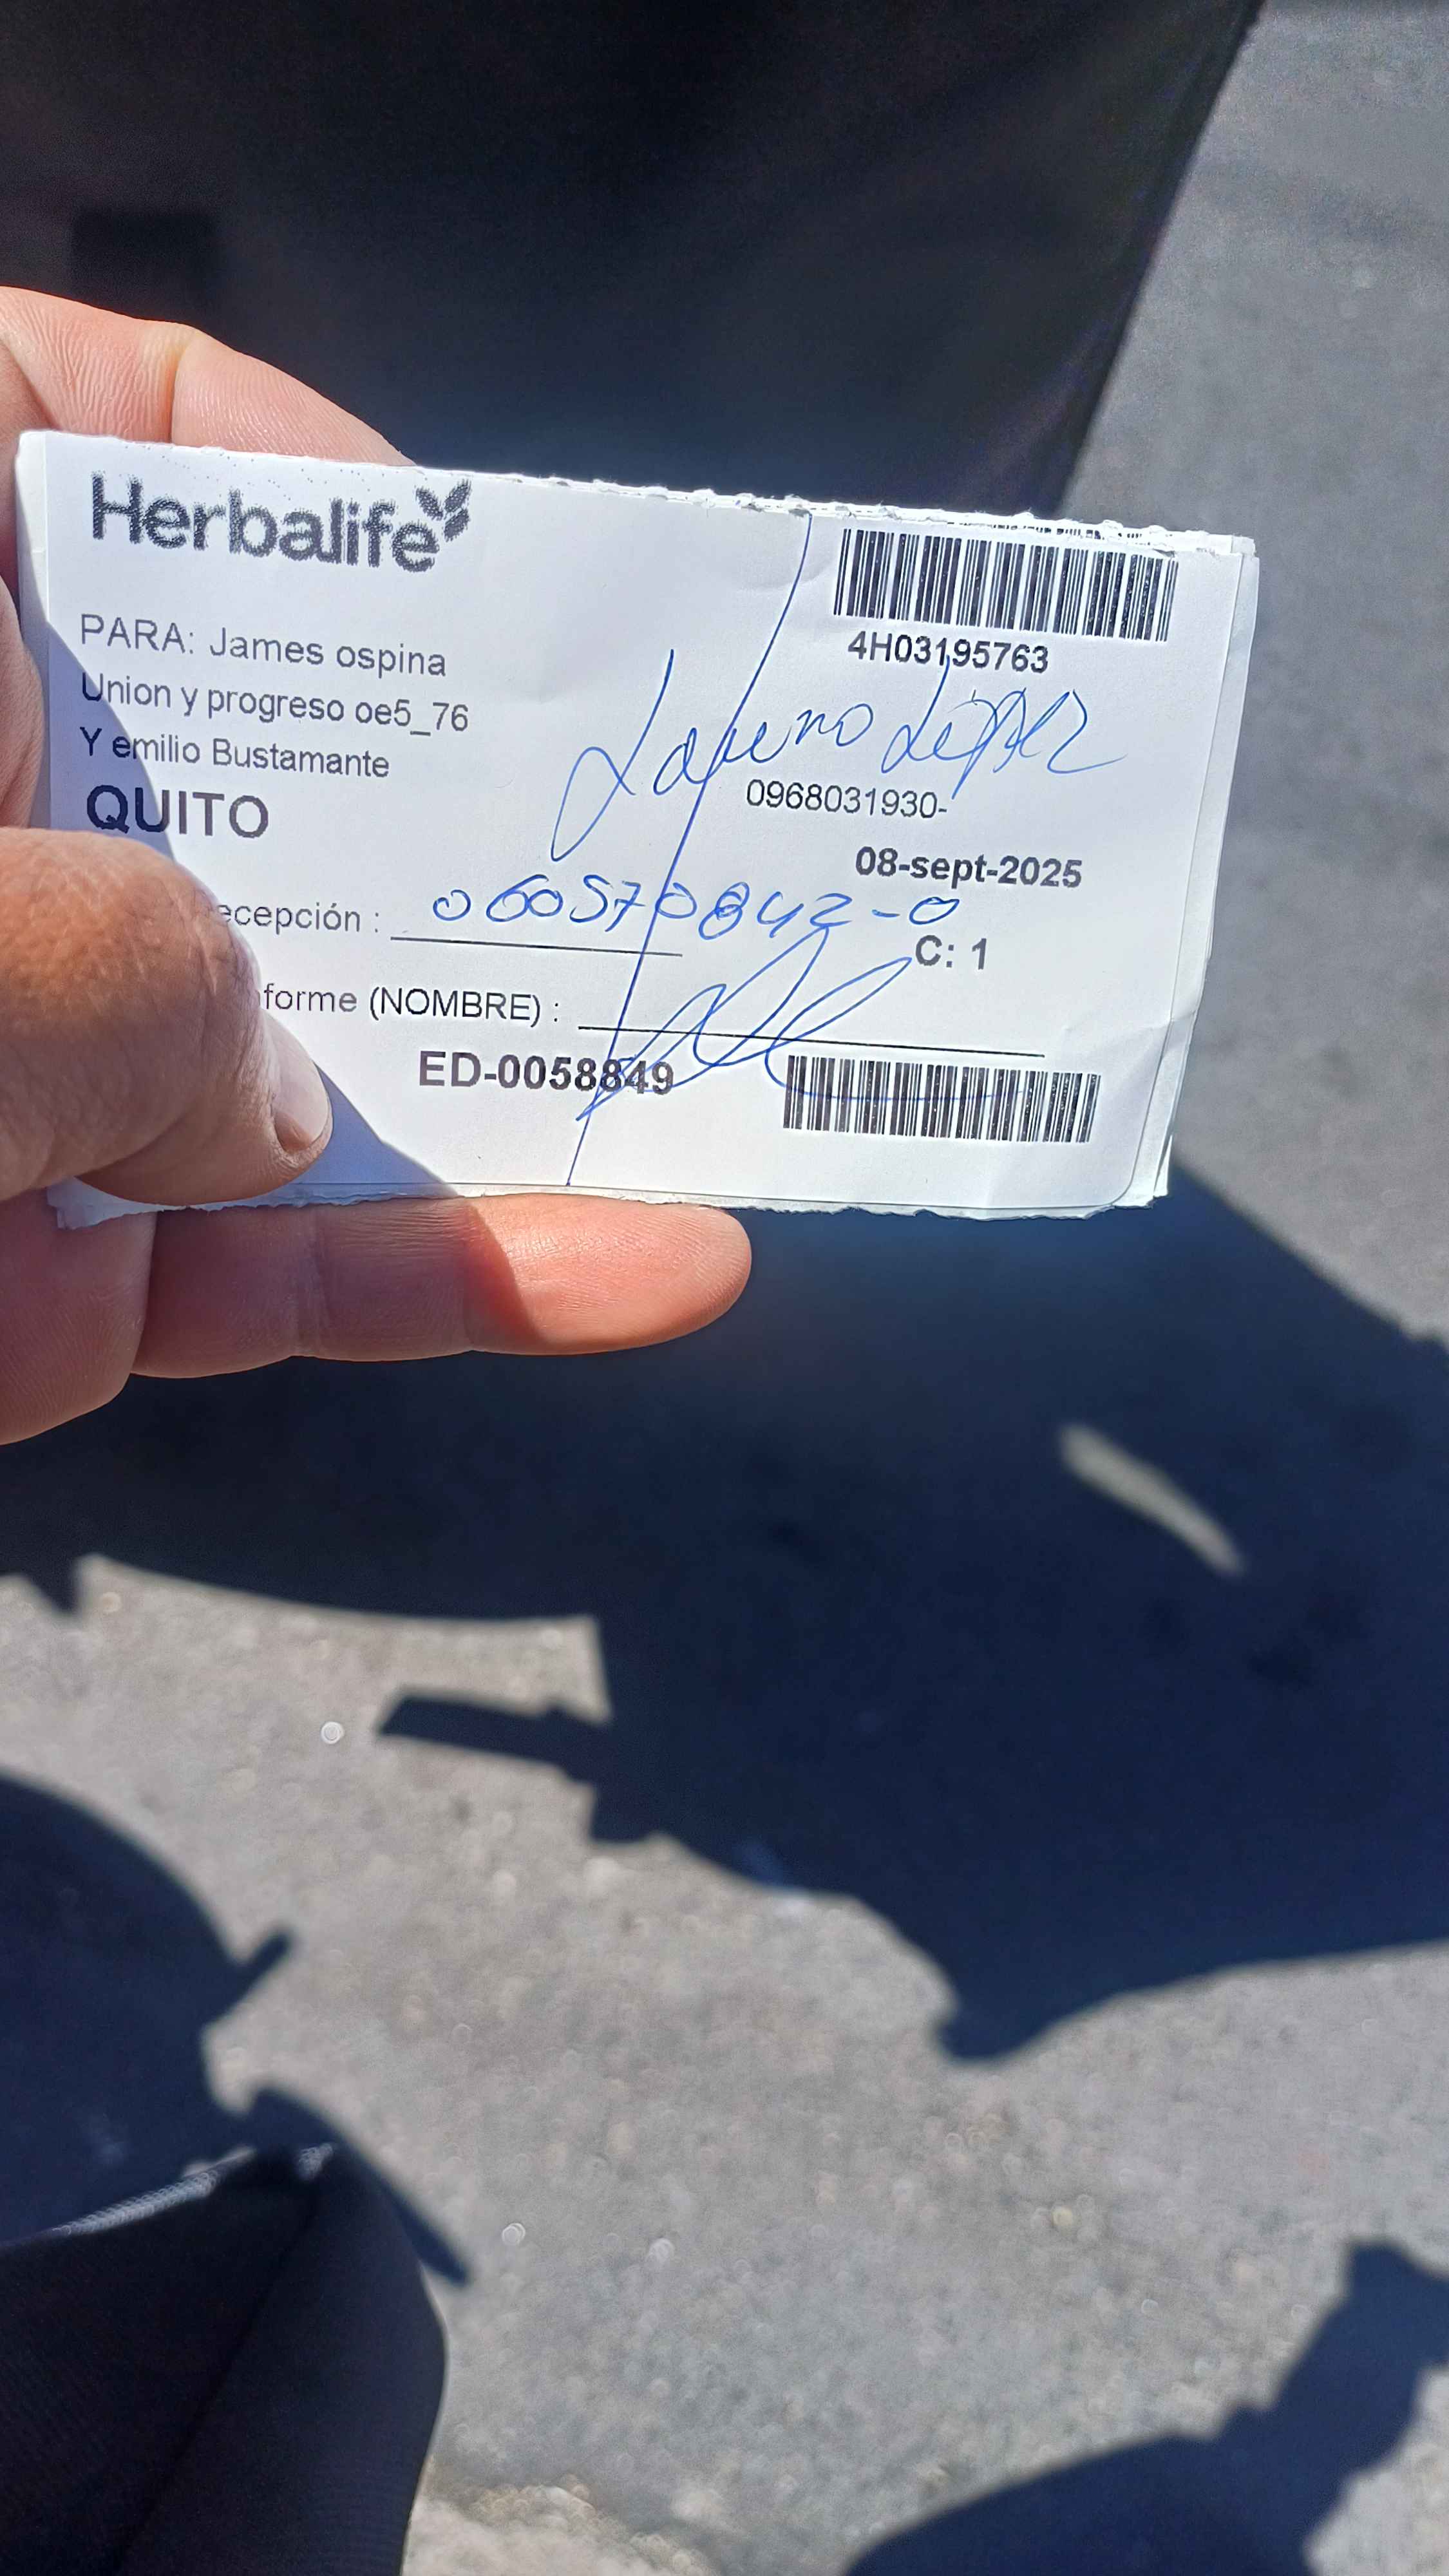 Herbalife
4H03195763
PARA: James ospina
Union y progreso oe5_76
Y emilio Bustamante
QUITO
López
0968031930-
08-sept-2025
ecepción : 060570842-0
C: 1
forme (NOMBRE) :
ED-0058849